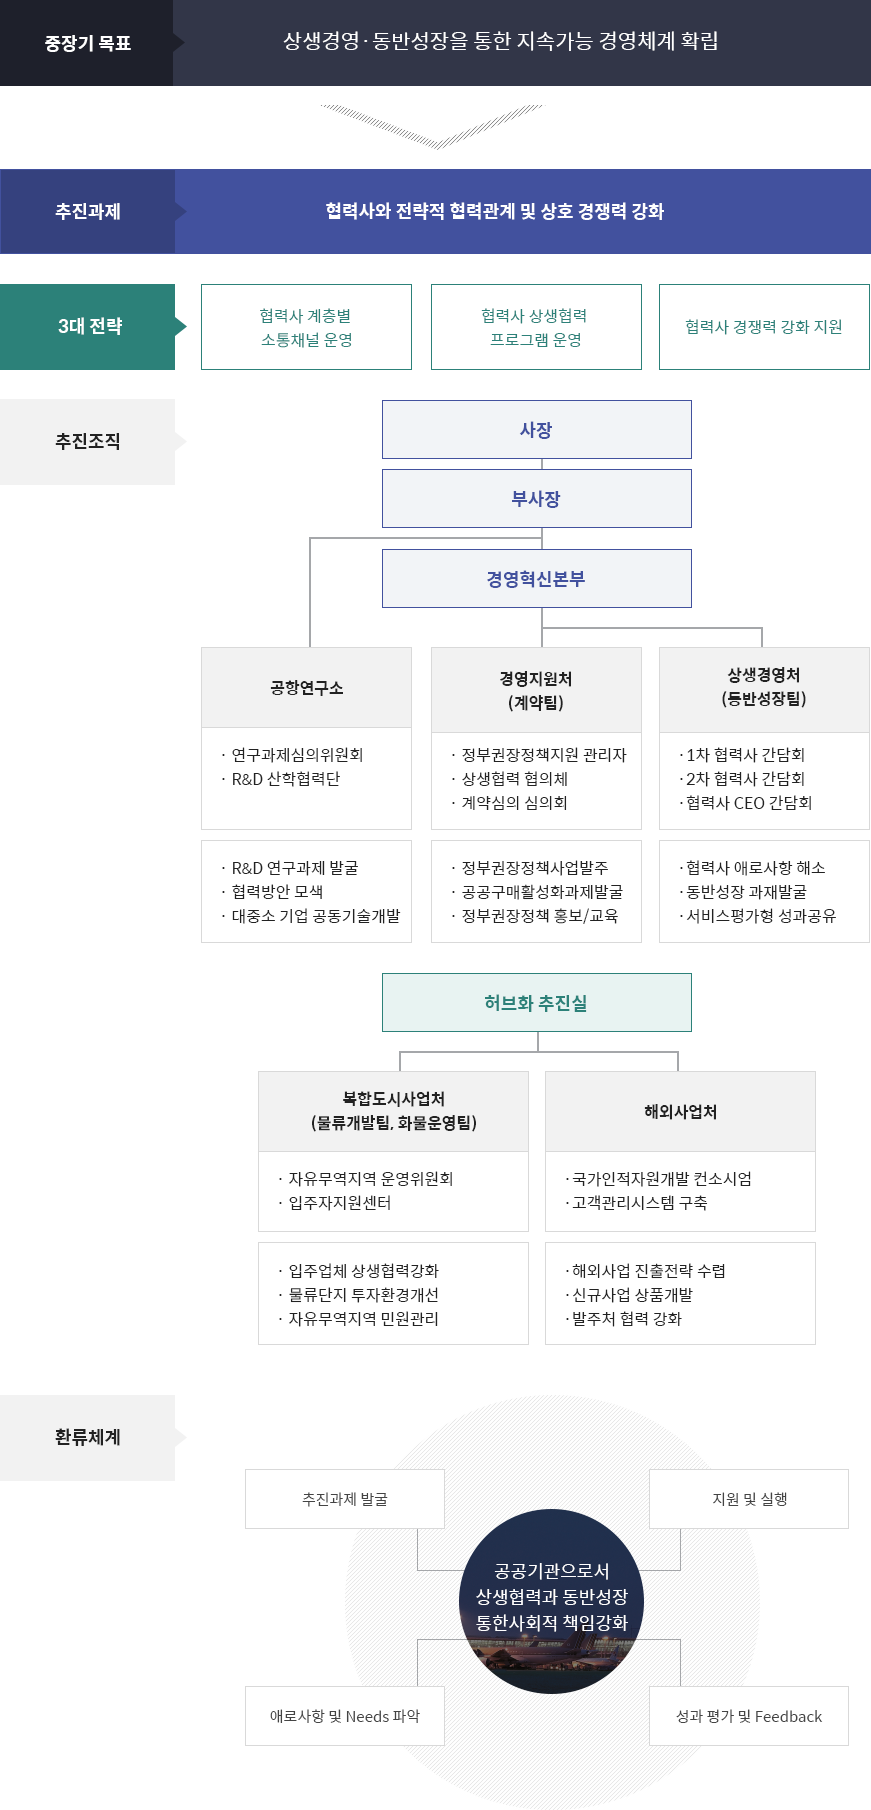 중장기 목표
상생경영·동반성장을 통한 지속가능 경영체계 확립
추진과제
협력사와 전략적 협력관계 및 상호 경쟁력 강화
3대 전략
협력사 계층별
소통채널 운영
협력사 상생협력
프로그램 운영
협력사 경쟁력 강화 지원
추진조직
사장
부사장
경영혁신본부
공항연구소
· 연구과제심의위원회
· R&D 산학협력단
· R&D 연구과제 발굴
· 협력방안 모색
· 대중소 기업 공동기술개발
경영지원처
(계약팀)
· 정부권장정책지원 관리자
· 상생협력 협의체
· 계약심의 심의회
· 정부권장정책사업발주
· 공공구매활성화과제발굴
· 정부권장정책 홍보/교육
상생경영처
(동반성장팀)
·1차 협력사 간담회
·2차 협력사 간담회
·협력사 CEO 간담회
·협력사 애로사항 해소
·동반성장 과재발굴
·서비스평가형 성과공유
허브화 추진실
복합도시사업처
(물류개발팀, 화물운영팀)
· 자유무역지역 운영위원회
· 입주자지원센터
· 입주업체 상생협력강화
· 물류단지 투자환경개선
· 자유무역지역 민원관리
해외사업처
·국가인적자원개발 컨소시엄
·고객관리시스템 구축
·해외사업 진출전략 수렵
·신규사업 상품개발
·발주처 협력 강화
환류체계
추진과제 발굴
지원 및 실행
공공기관으로서
상생협력과 동반성장
통한사회적 책임강화
애로사항 및 Needs 파악
성과 평가 및 Feedback